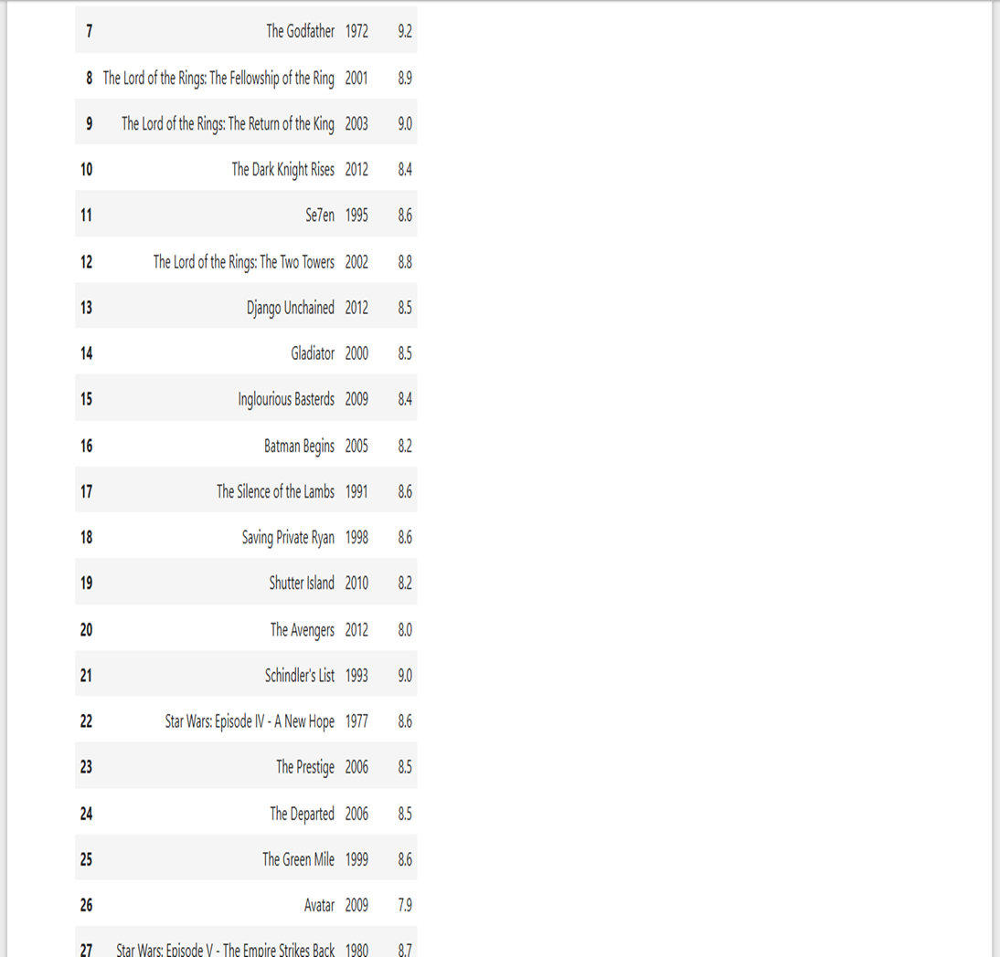 7 The Godfather 1972 9.2
8 The Lord of the Rings: The Fellowship of the Ring 2001 8.9
9 The Lord of the Rings: The Return of the King 2003 9.0
10 The Dark Knight Rises 2012 8.4
11 Se7en 1995 8.6
12 The Lord of the Rings: The Two Towers 2002 8.8
13 Django Unchained 2012 8.5
14 Gladiator 2000 8.5
15 Inglourious Basterds 2009 8.4
16 Batman Begins 2005 8.2
17 The Silence of the Lambs 1991 8.6
18 Saving Private Ryan 1998 8.6
19 Shutter Island 2010 8.2
20 The Avengers 2012 8.0
21 Schindler's List 1993 9.0
22 Star Wars: Episode IV - A New Hope 1977 8.6
23 The Prestige 2006 8.5
24 The Departed 2006 8.5
25 The Green Mile 1999 8.6
26 Avatar 2009 7.9
27 Star Wars: Episode V - The Empire Strikes Back 1980 8.7